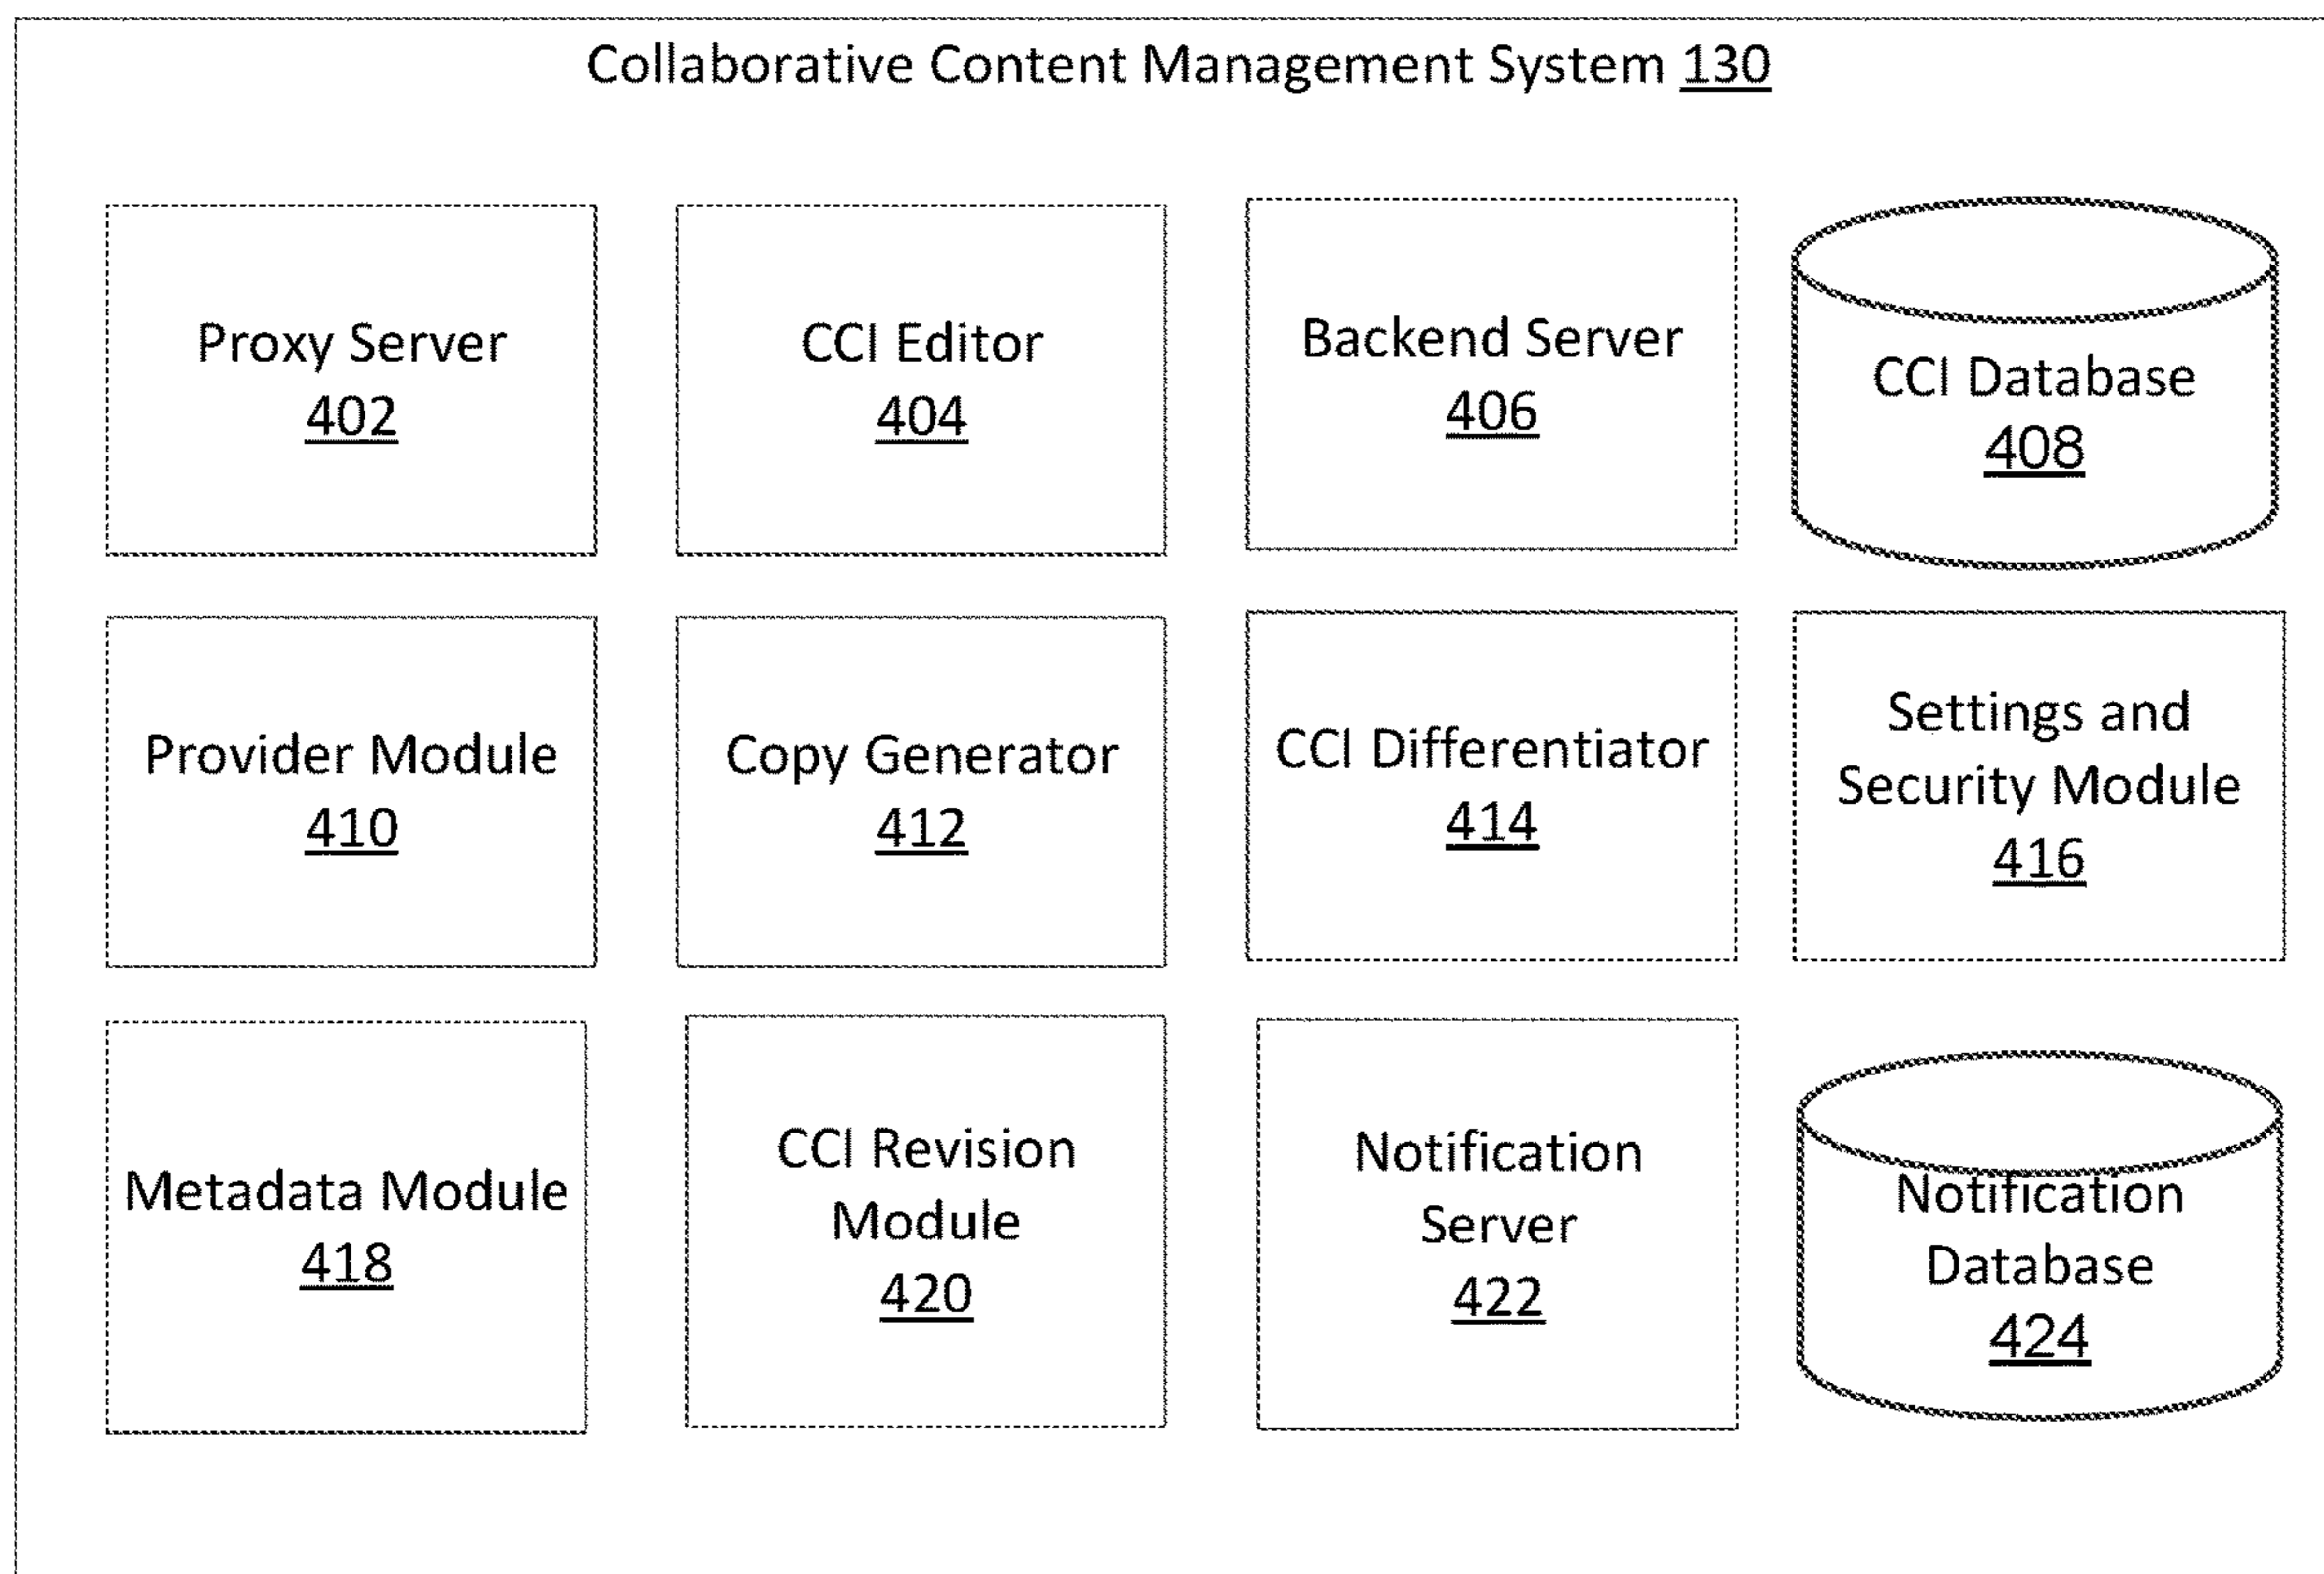 Collaborative Content Management System 130
Proxy Server
402
CCI Editor
404
Backend Server
406
CCI Database
408
Provider Module
410
Copy Generator
412
CCI Differentiator
414
Settings and
Security Module
416
Metadata Module
418
CCI Revision
Module
420
Notification
Server
422
Notification
Database
424